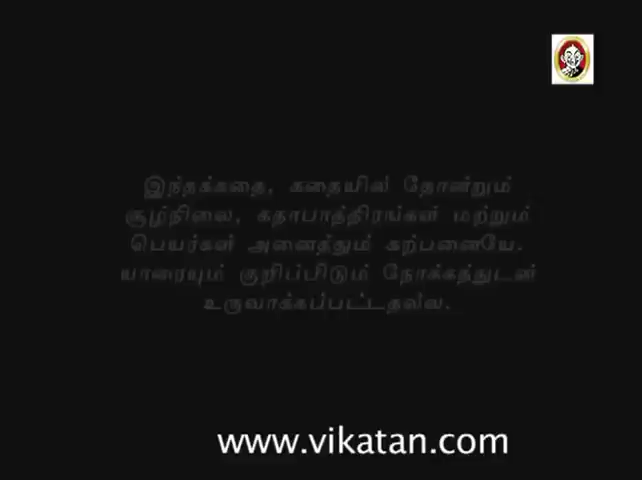 இந்தக்கதை, கதையில் தோன்றும்
சூழ்நிலை, கதாபாத்திரங்கள் மற்றும்
பெயர்கள் அனைத்தும் கற்பனையே.
யாரையும் குறிப்பிடும் நோக்கத்துடன்
உருவாக்கப்பட்டதல்ல.
www.vikatan.com